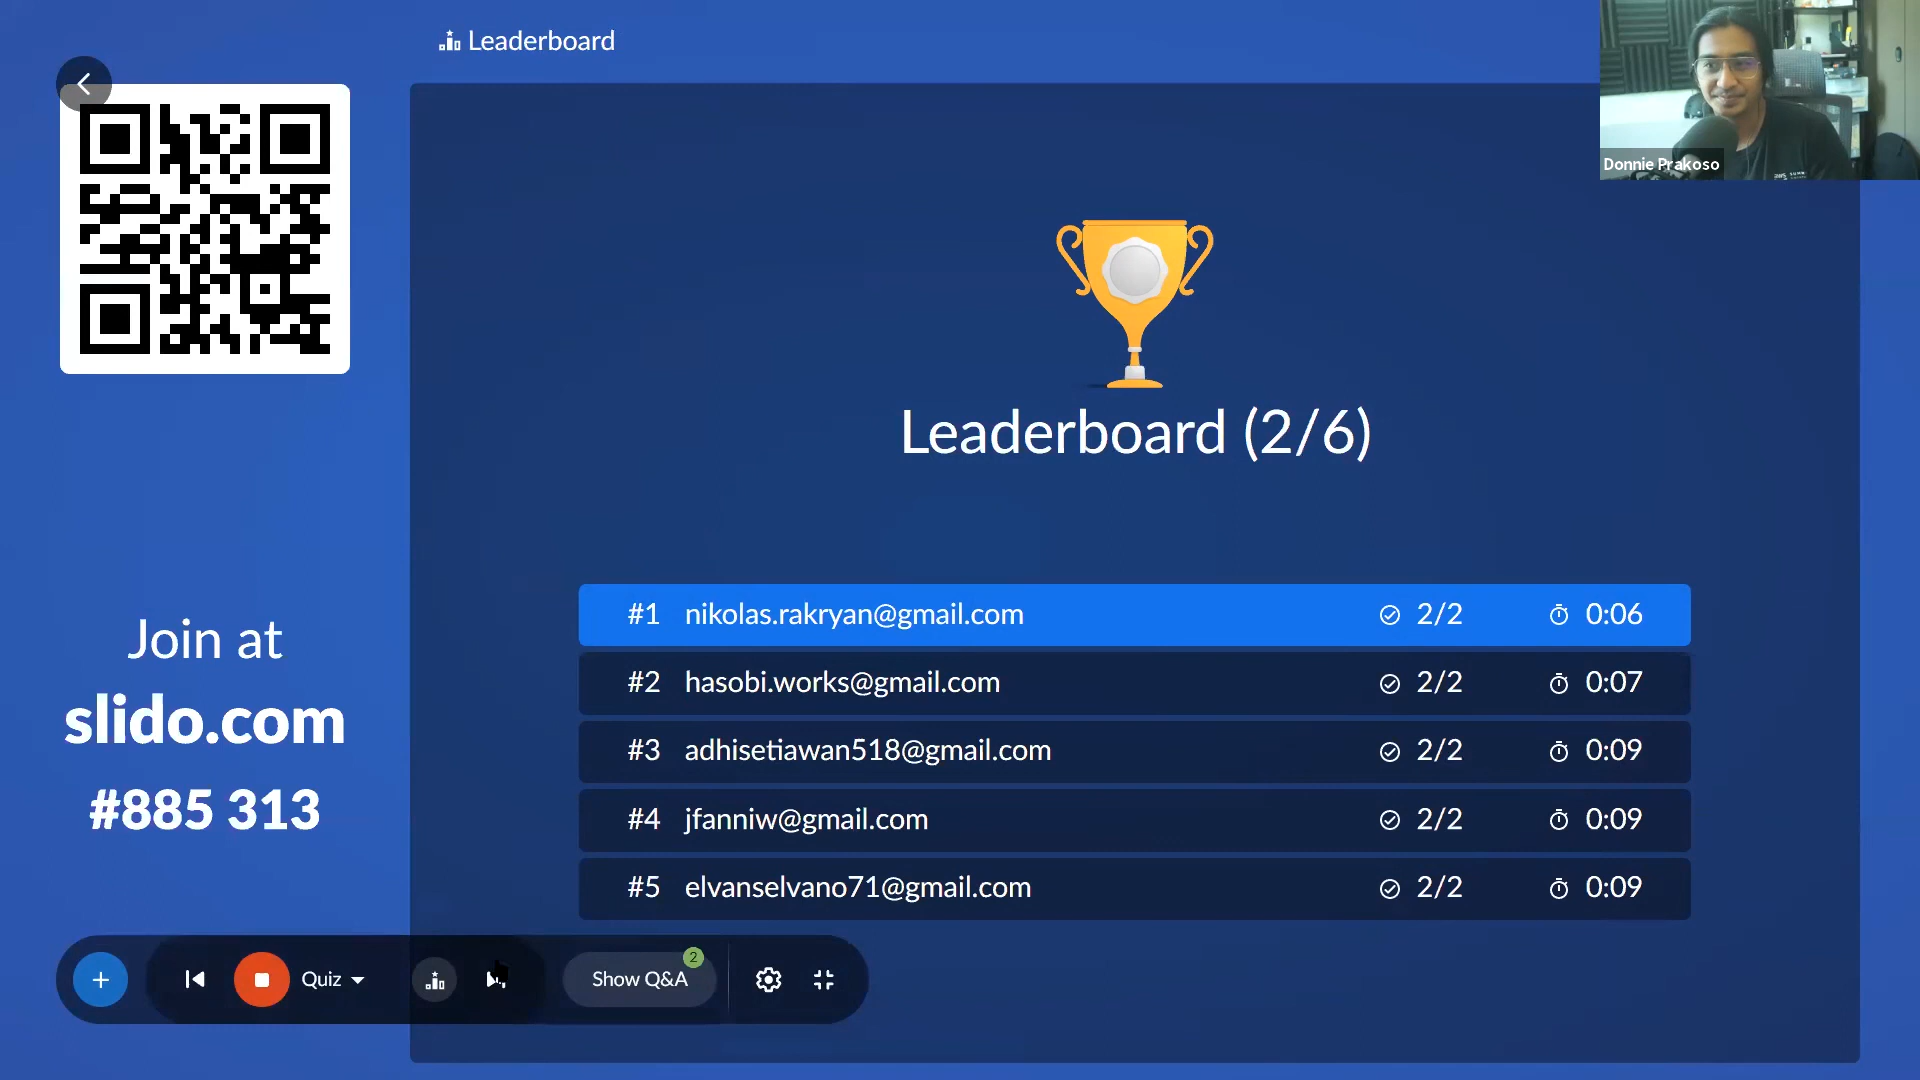 Leaderboard
Donnie Prakoso
Leaderboard (2/6)
#1 nikolas.rakryan@gmail.com 2/2 0:06
#2 hasobi.works@gmail.com 2/2 0:07
#3 adhisetiawan518@gmail.com 2/2 0:09
#4 jfanniw@gmail.com 2/2 0:09
#5 elvanselvano71@gmail.com 2/2 0:09
Join at
slido.com
#885 313
Quiz
Show Q&A
2